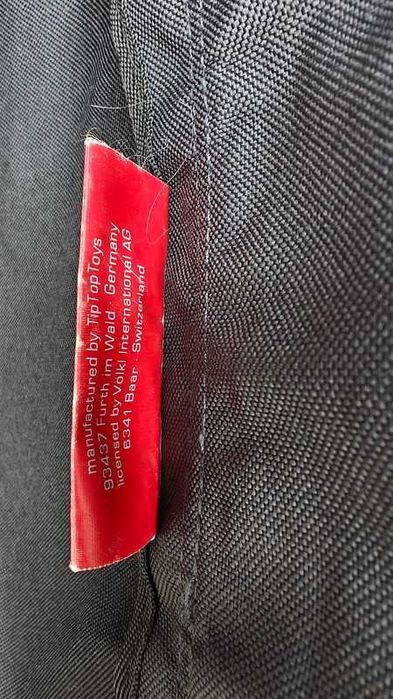 manufactured by TipTopToys
93437 Furth im Wald · Germany
licensed by Völkl International AG
6341 Baar · Switzerland